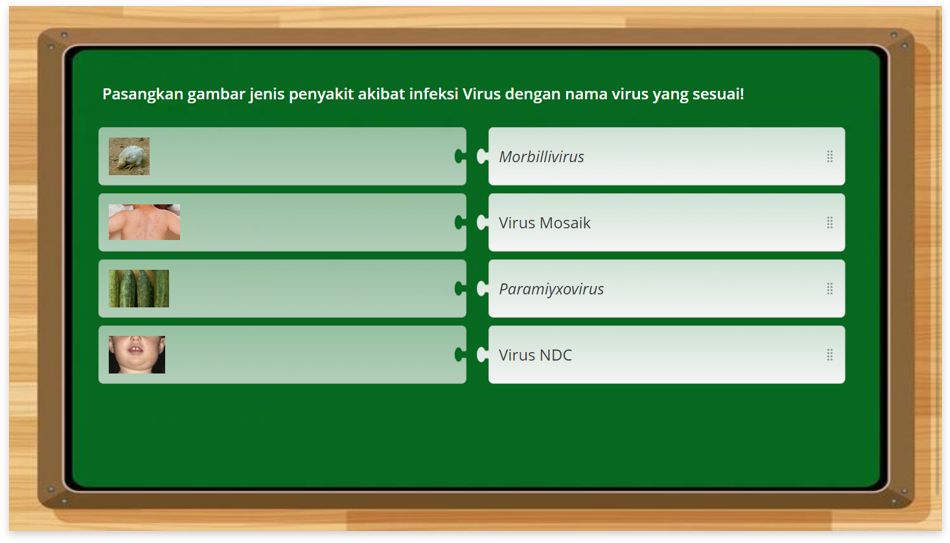 Pasangkan gambar jenis penyakit akibat infeksi Virus dengan nama virus yang sesuai!
Morbillivirus
Virus Mosaik
Paramiyxovirus
Virus NDC